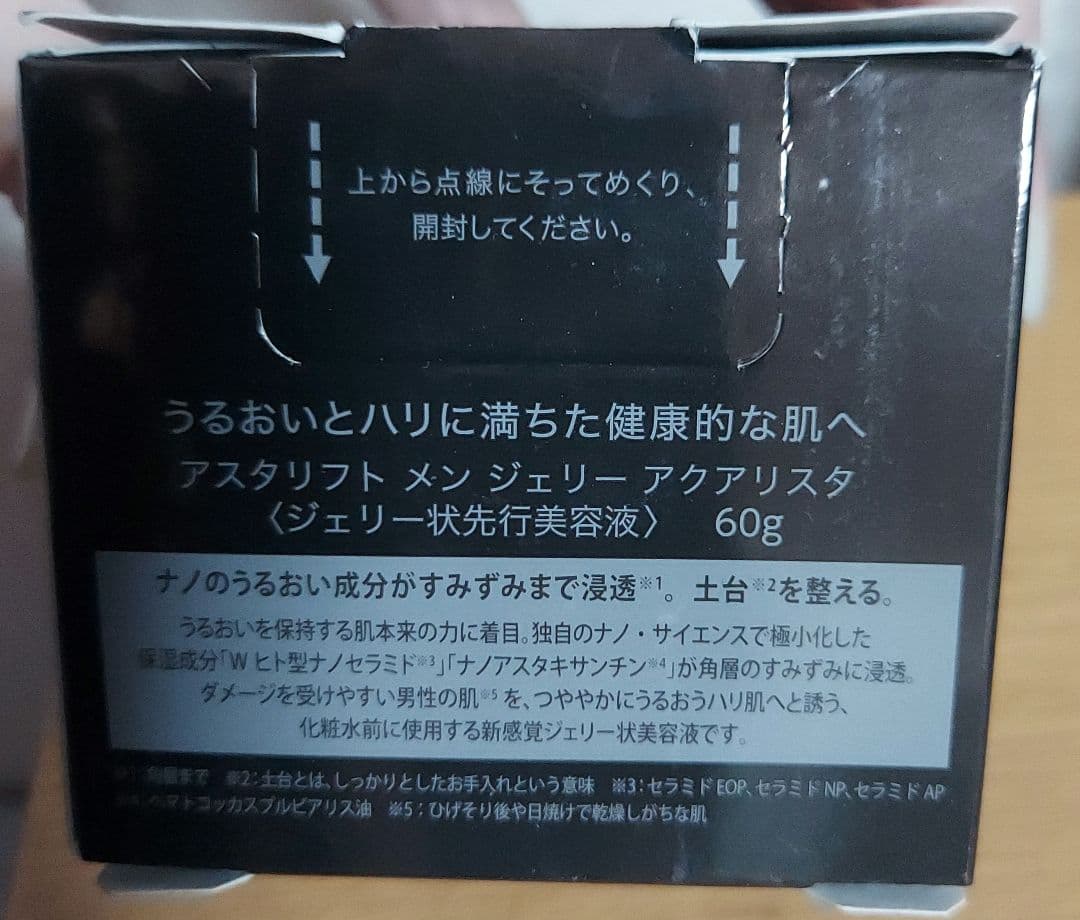 上から点線にそってめくり、
開封してください。
うるおいとハリに満ちた健康的な肌へ
アスタリフト メン ジェリー アクアリスタ
〈ジェリー状先行美容液〉 60g
ナノのうるおい成分がすみずみまで浸透※1。土台※2を整える。
うるおいを保持する肌本来の力に着目。独自のナノ・サイエンスで極小化した
保湿成分「W ヒト型ナノセラミド※3」「ナノアスタキサンチン※4」が角層のすみずみに浸透。
ダメージを受けやすい男性の肌※5を、つややかにうるおうハリ肌へと誘う、
化粧水前に使用する新感覚ジェリー状美容液です。
※1：角層まで ※2：土台とは、しっかりとしたお手入れという意味 ※3：セラミドEOP、セラミドNP、セラミドAP
※4：ヘマトコッカスプルビアリス油 ※5：ひげそり後や日焼けで乾燥しがちな肌